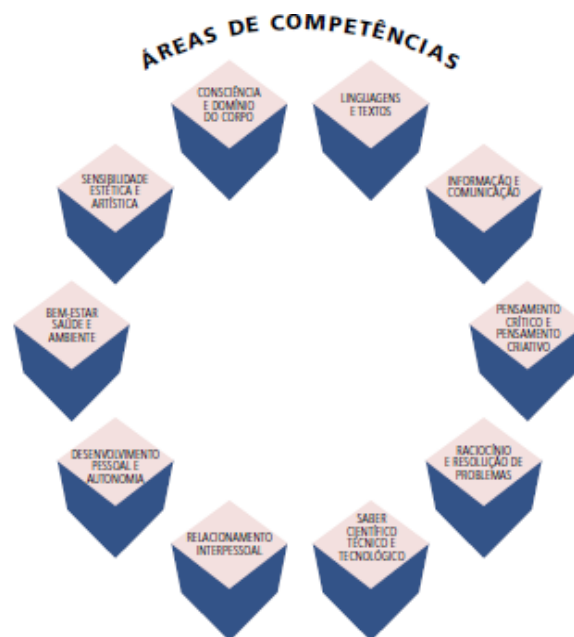 ÁREAS DE COMPETÊNCIAS
CONSCIÊNCIA
E DOMÍNIO
DO CORPO
LINGUAGENS
E TEXTOS
SENSIBILIDADE
ESTÉTICA E
ARTÍSTICA
INFORMAÇÃO E
COMUNICAÇÃO
BEM-ESTAR
SAÚDE E
AMBIENTE
PENSAMENTO
CRÍTICO E
PENSAMENTO
CRIATIVO
DESENVOLVIMENTO
PESSOAL E
AUTONOMIA
RACIOCÍNIO
E RESOLUÇÃO DE
PROBLEMAS
RELACIONAMENTO
INTERPESSOAL
SABER
CIENTÍFICO
TÉCNICO E
TECNOLÓGICO